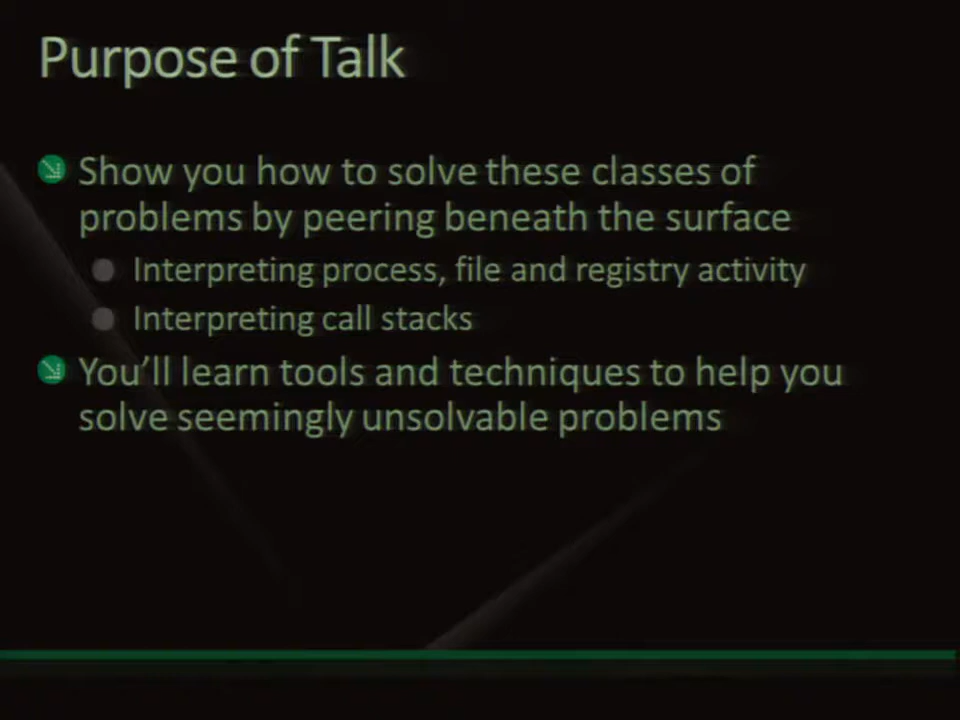 Purpose of Talk
Show you how to solve these classes of
problems by peering beneath the surface
Interpreting process, file and registry activity
Interpreting call stacks
You'll learn tools and techniques to help you
solve seemingly unsolvable problems